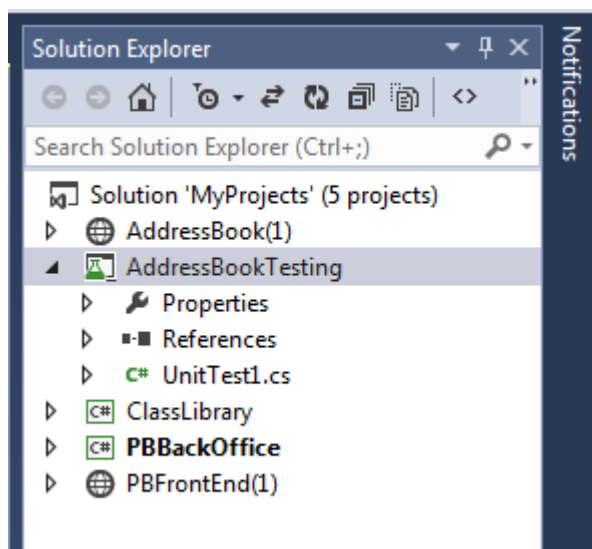 Solution Explorer
Search Solution Explorer (Ctrl+;)
Solution 'MyProjects' (5 projects)
AddressBook(1)
AddressBookTesting
Properties
References
C# UnitTest1.cs
C# ClassLibrary
C# PBBackOffice
PBFrontEnd(1)
Notifications